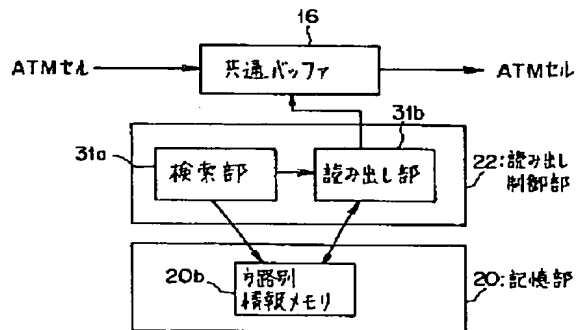 16
ATMセル
共通バッファ
ATMセル
31b
31a
検索部
読み出し部
22:読み出し
制御部
20b
方路別
情報メモリ
20:記憶部